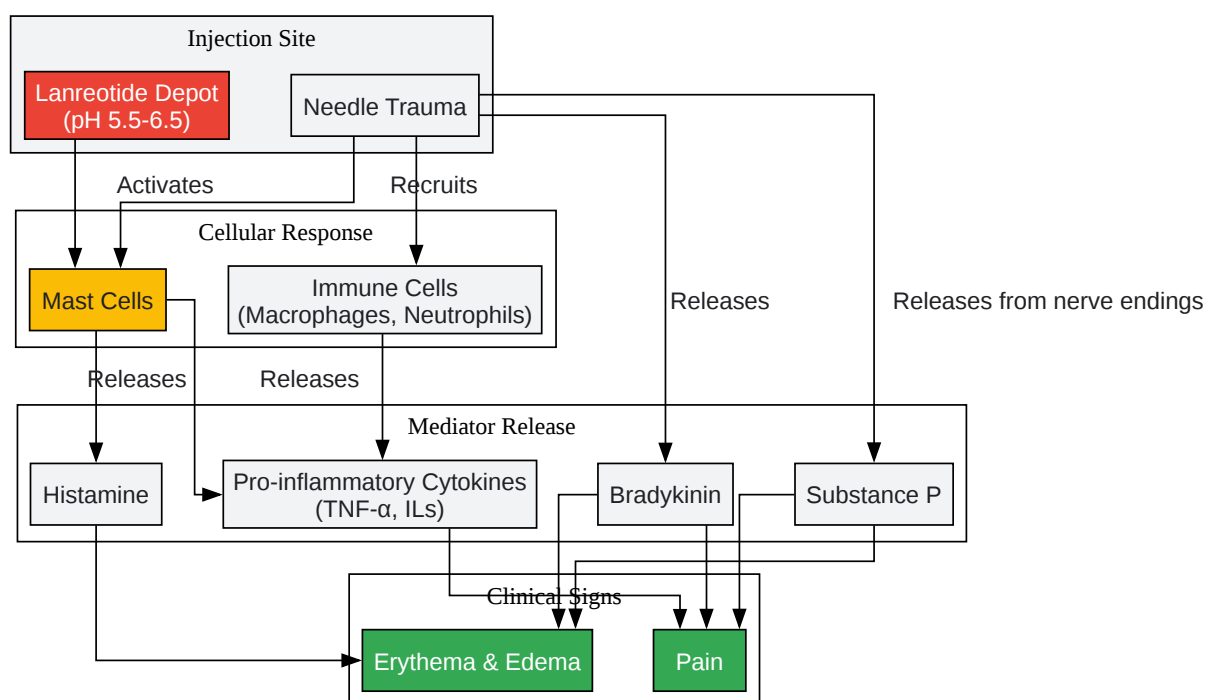 Injection Site
Lanreotide Depot
(pH 5.5-6.5)
Needle Trauma
Activates
Recruits
Cellular Response
Mast Cells
Immune Cells
(Macrophages, Neutrophils)
Releases
Releases from nerve endings
Releases
Releases
Mediator Release
Histamine
Pro-inflammatory Cytokines
(TNF-α, ILs)
Bradykinin
Substance P
Clinical Signs
Erythema & Edema
Pain